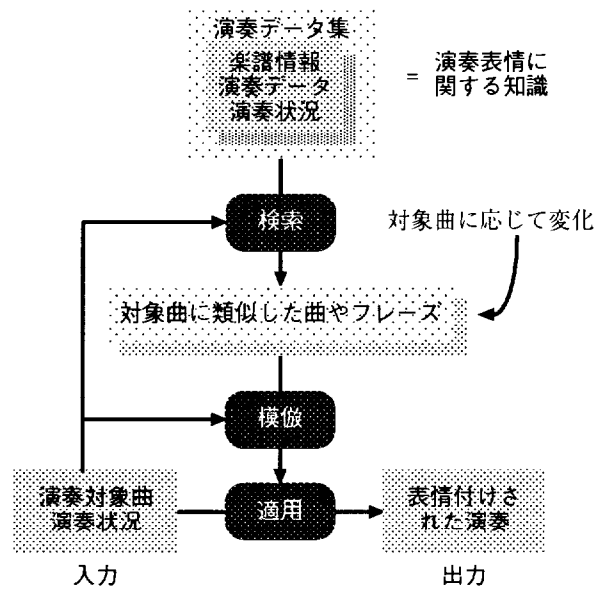 演奏データ集
楽譜情報
演奏データ
演奏状況
= 演奏表情に
関する知識
検索
対象曲に応じて変化
対象曲に類似した曲やフレーズ
模倣
演奏対象曲
演奏状況
適用
表情付けさ
れた演奏
入力
出力